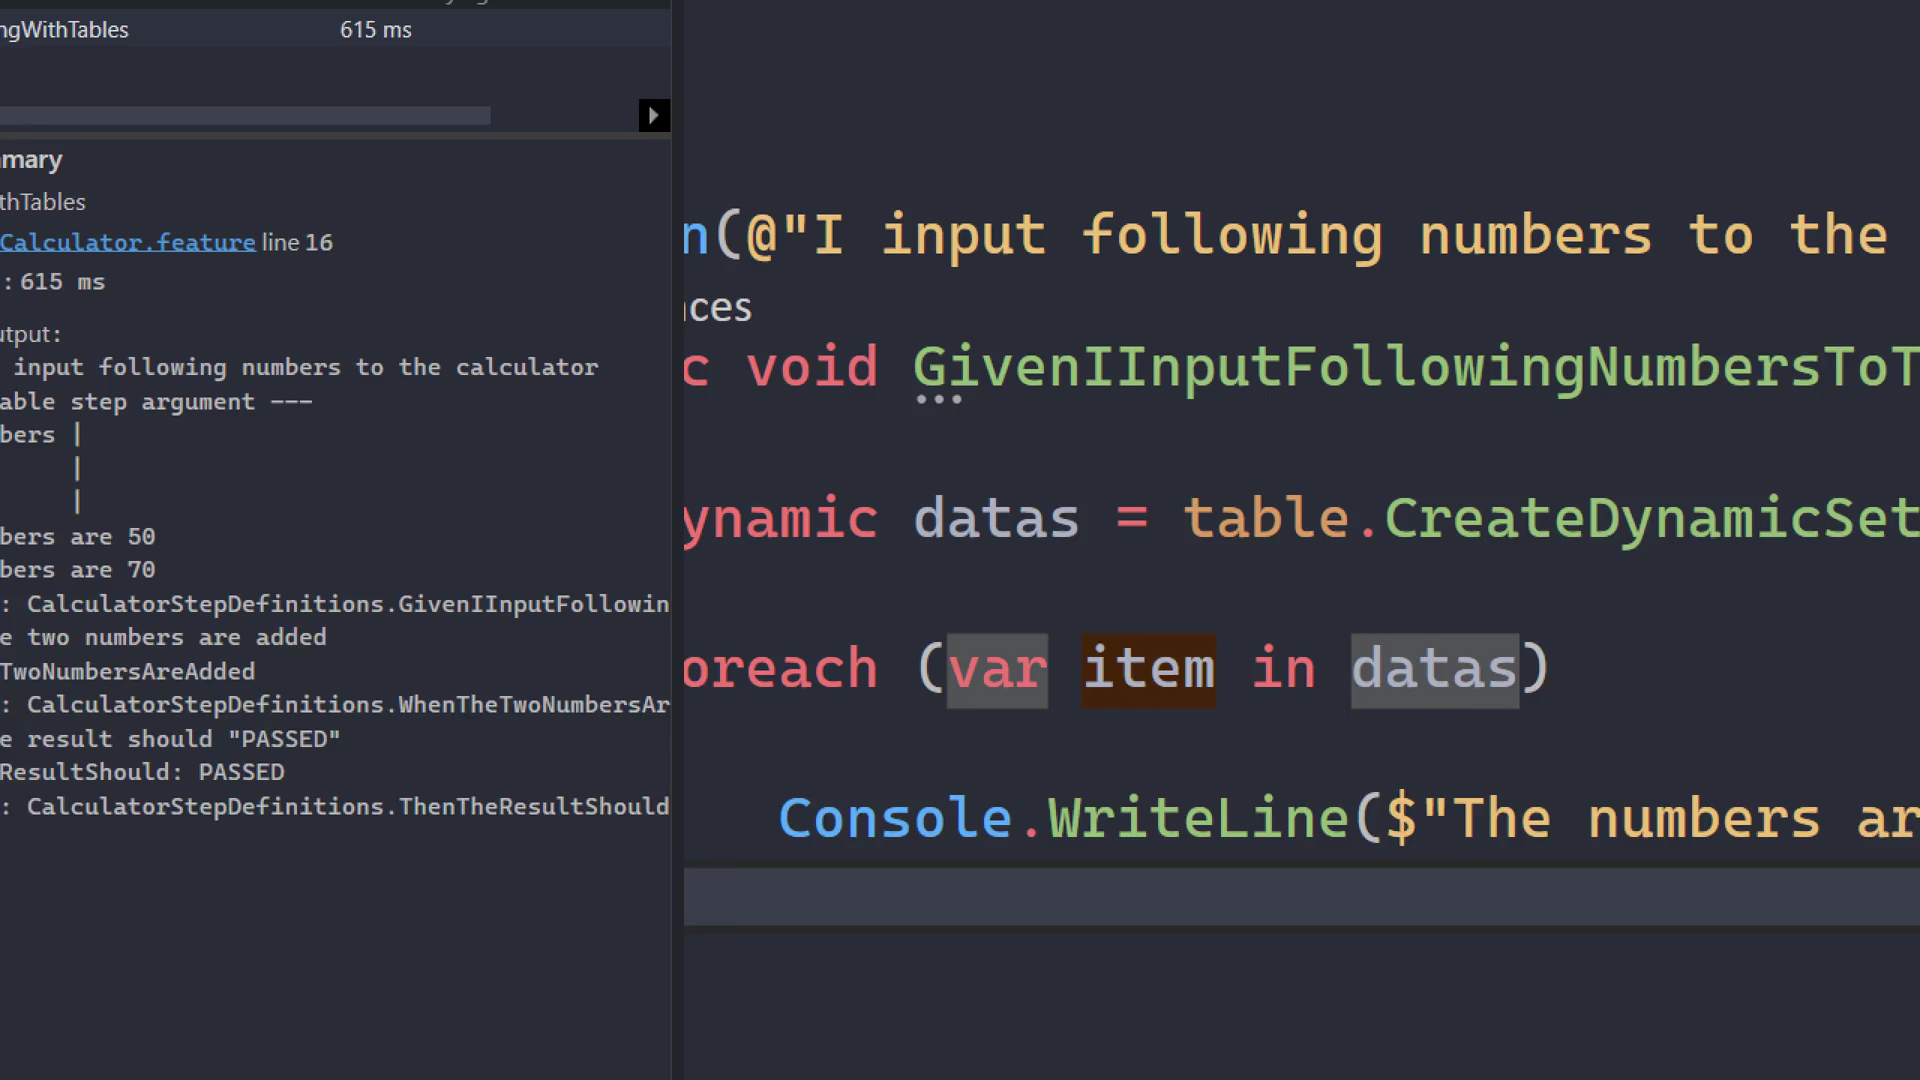 ngWithTables 615 ms
mmary
thTables
Calculator.feature line 16
: 615 ms
utput:
input following numbers to the calculator
able step argument ---
bers |
|
|
bers are 50
bers are 70
: CalculatorStepDefinitions.GivenIInputFollowin
e two numbers are added
TwoNumbersAreAdded
: CalculatorStepDefinitions.WhenTheTwoNumbersAr
e result should "PASSED"
ResultShould: PASSED
: CalculatorStepDefinitions.ThenTheResultShould
n(@"I input following numbers to the
nces
c void GivenIInputFollowingNumbersToT
ynamic datas = table.CreateDynamicSet
oreach (var item in datas)
Console.WriteLine($"The numbers ar